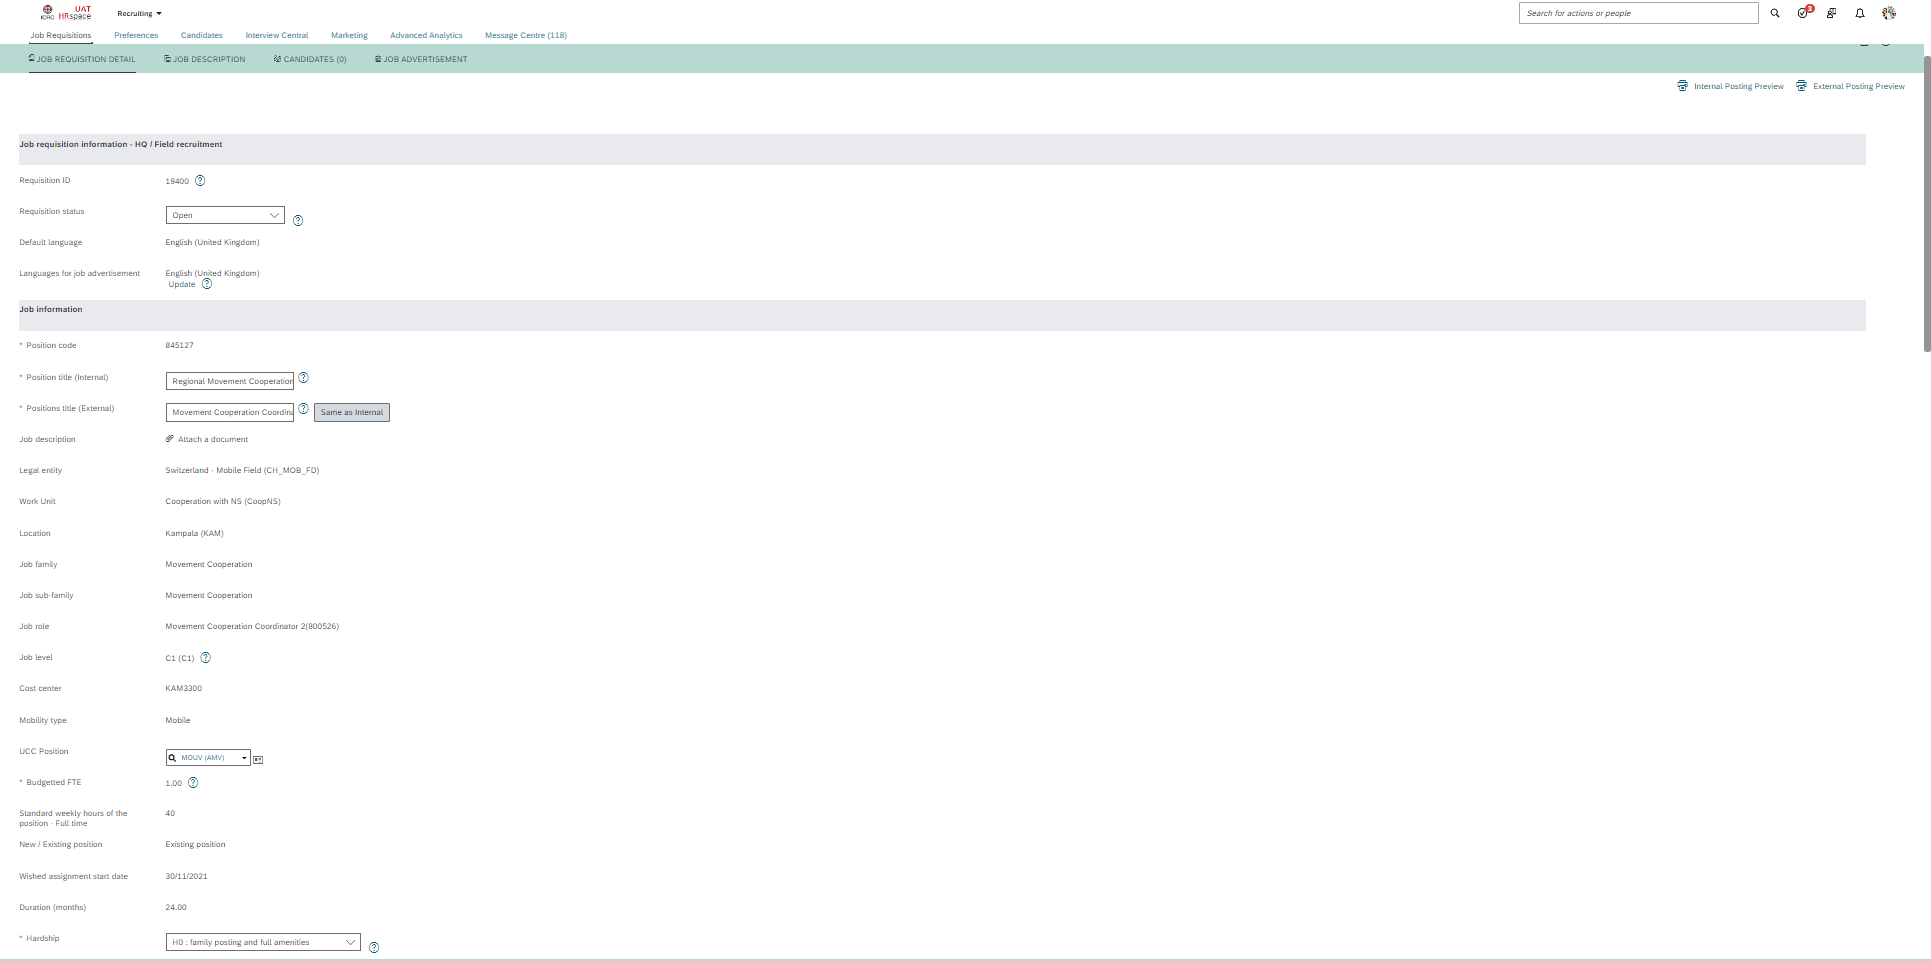 ICRC
UAT
HRspace
Recruiting
Search for actions or people
3
Job Requisitions
Preferences
Candidates
Interview Central
Marketing
Advanced Analytics
Message Centre (118)
JOB REQUISITION DETAIL
JOB DESCRIPTION
CANDIDATES (0)
JOB ADVERTISEMENT
Internal Posting Preview
External Posting Preview
Job requisition information - HQ / Field recruitment
Requisition ID
19400
Requisition status
Open
Default language
English (United Kingdom)
Languages for job advertisement
English (United Kingdom)
Update
Job information
* Position code
845127
* Position title (Internal)
Regional Movement Cooperation
* Positions title (External)
Movement Cooperation Coordina
Same as Internal
Job description
Attach a document
Legal entity
Switzerland - Mobile Field (CH_MOB_FD)
Work Unit
Cooperation with NS (CoopNS)
Location
Kampala (KAM)
Job family
Movement Cooperation
Job sub-family
Movement Cooperation
Job role
Movement Cooperation Coordinator 2(800526)
Job level
C1 (C1)
Cost center
KAM3300
Mobility type
Mobile
UCC Position
MOUV (AMV)
* Budgetted FTE
1.00
Standard weekly hours of the
position - Full time
40
New / Existing position
Existing position
Wished assignment start date
30/11/2021
Duration (months)
24.00
* Hardship
H0 : family posting and full amenities